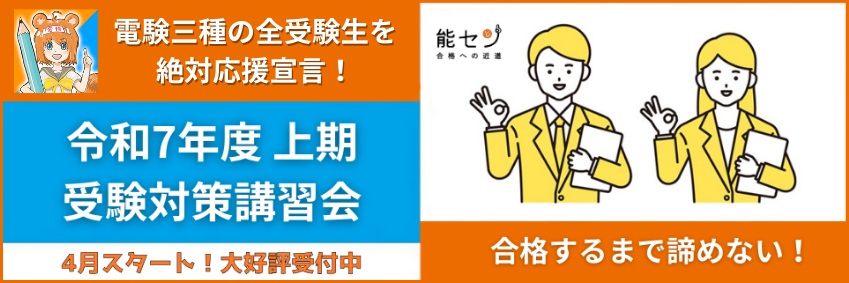 電験三種の全受験生を
絶対応援宣言！
令和7年度 上期
受験対策講習会
4月スタート！大好評受付中
能セン
合格への近道
合格するまで諦めない！